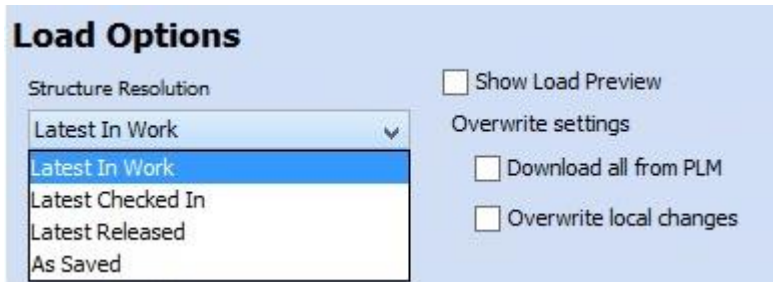 Load Options
Structure Resolution
Latest In Work
Latest In Work
Latest Checked In
Latest Released
As Saved
Show Load Preview
Overwrite settings
Download all from PLM
Overwrite local changes